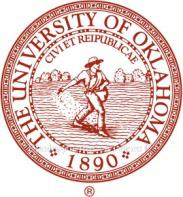 THE UNIVERSITY OF OKLAHOMA
CIVI ET REIPUBLICAE
1890
®